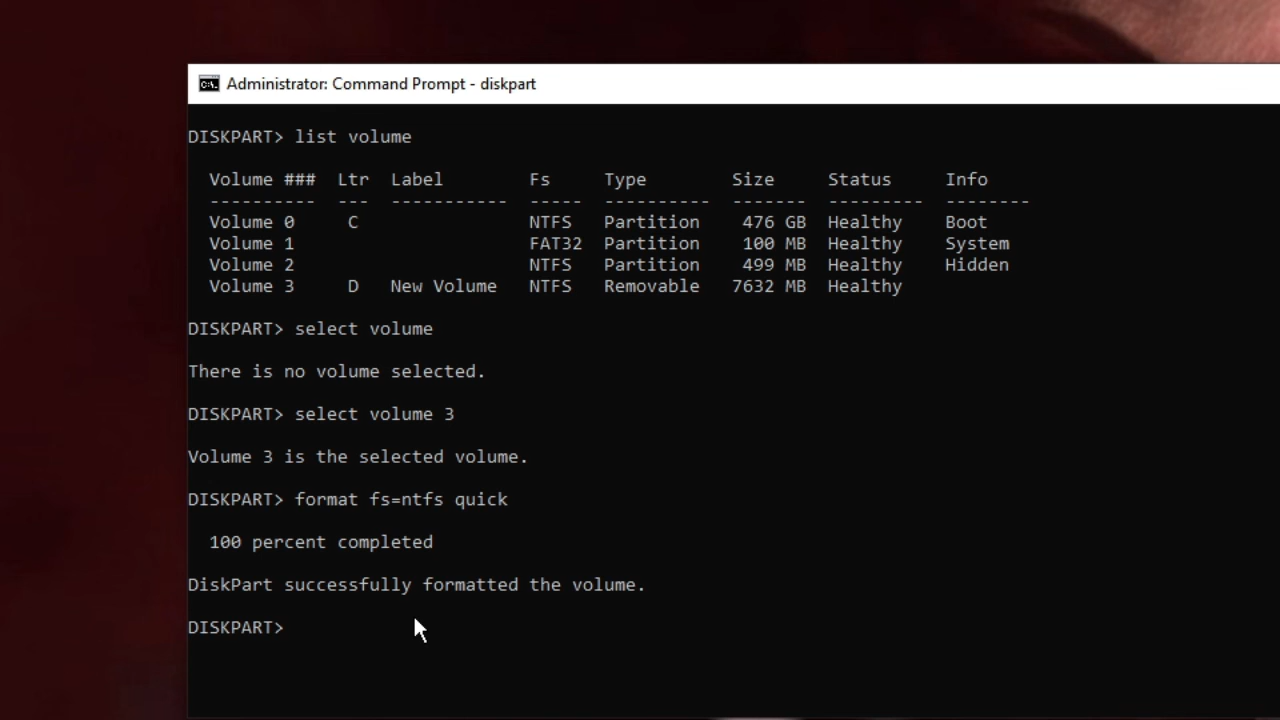 Administrator: Command Prompt - diskpart
DISKPART> list volume
Volume ### Ltr Label Fs Type Size Status Info
---------- --- ----------- ----- ---------- ------- --------- --------
Volume 0 C NTFS Partition 476 GB Healthy Boot
Volume 1 FAT32 Partition 100 MB Healthy System
Volume 2 NTFS Partition 499 MB Healthy Hidden
Volume 3 D New Volume NTFS Removable 7632 MB Healthy
DISKPART> select volume
There is no volume selected.
DISKPART> select volume 3
Volume 3 is the selected volume.
DISKPART> format fs=ntfs quick
100 percent completed
DiskPart successfully formatted the volume.
DISKPART>